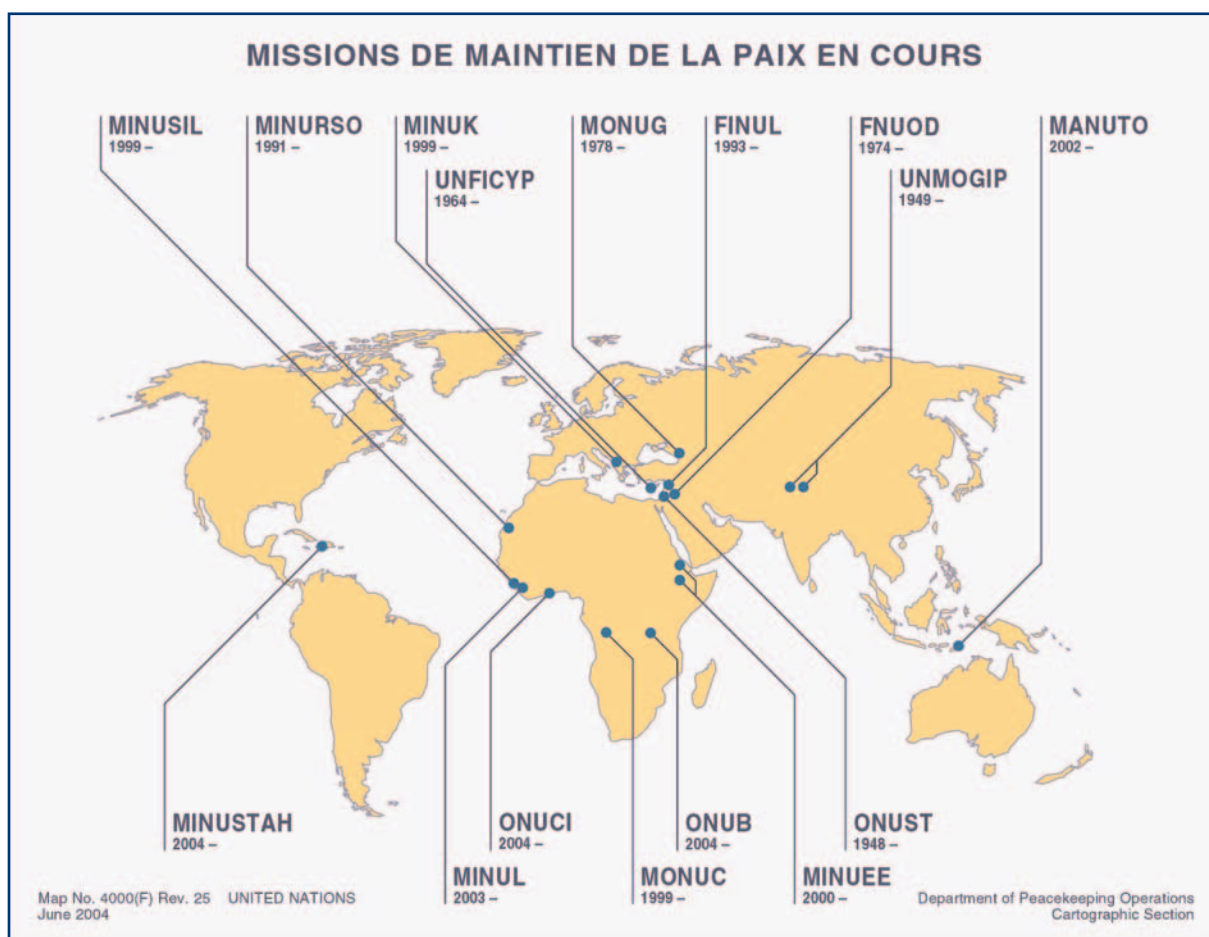 MISSIONS DE MAINTIEN DE LA PAIX EN COURS
MINUSIL
1999 –
MINURSO
1991 –
MINUK
1999 –
MONUG
1978 –
FINUL
1993 –
FNUOD
1974 –
MANUTO
2002 –
UNFICYP
1964 –
UNMOGIP
1949 –
MINUSTAH
2004 –
ONUCI
2004 –
ONUB
2004 –
ONUST
1948 –
MINUL
2003 –
MONUC
1999 –
MINUEE
2000 –
Map No. 4000(F) Rev. 25 UNITED NATIONS
June 2004
Department of Peacekeeping Operations
Cartographic Section